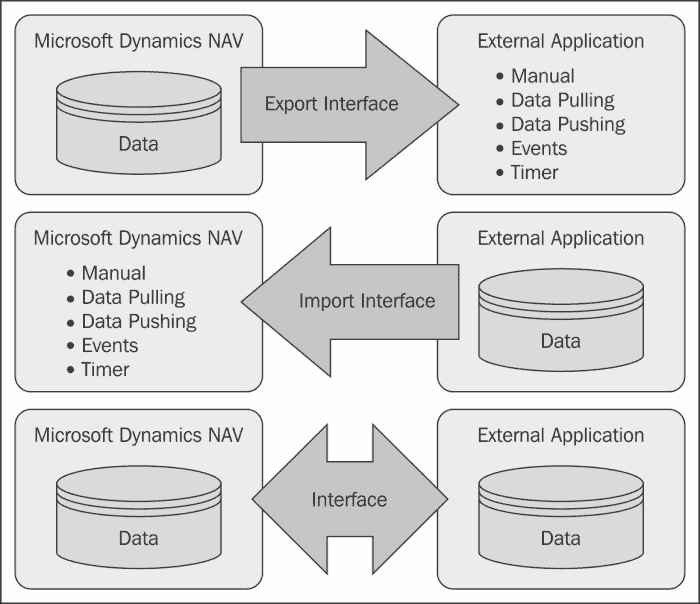 Microsoft Dynamics NAV
Data
Export Interface
External Application
• Manual
• Data Pulling
• Data Pushing
• Events
• Timer
Microsoft Dynamics NAV
• Manual
• Data Pulling
• Data Pushing
• Events
• Timer
Import Interface
External Application
Data
Microsoft Dynamics NAV
Data
Interface
External Application
Data